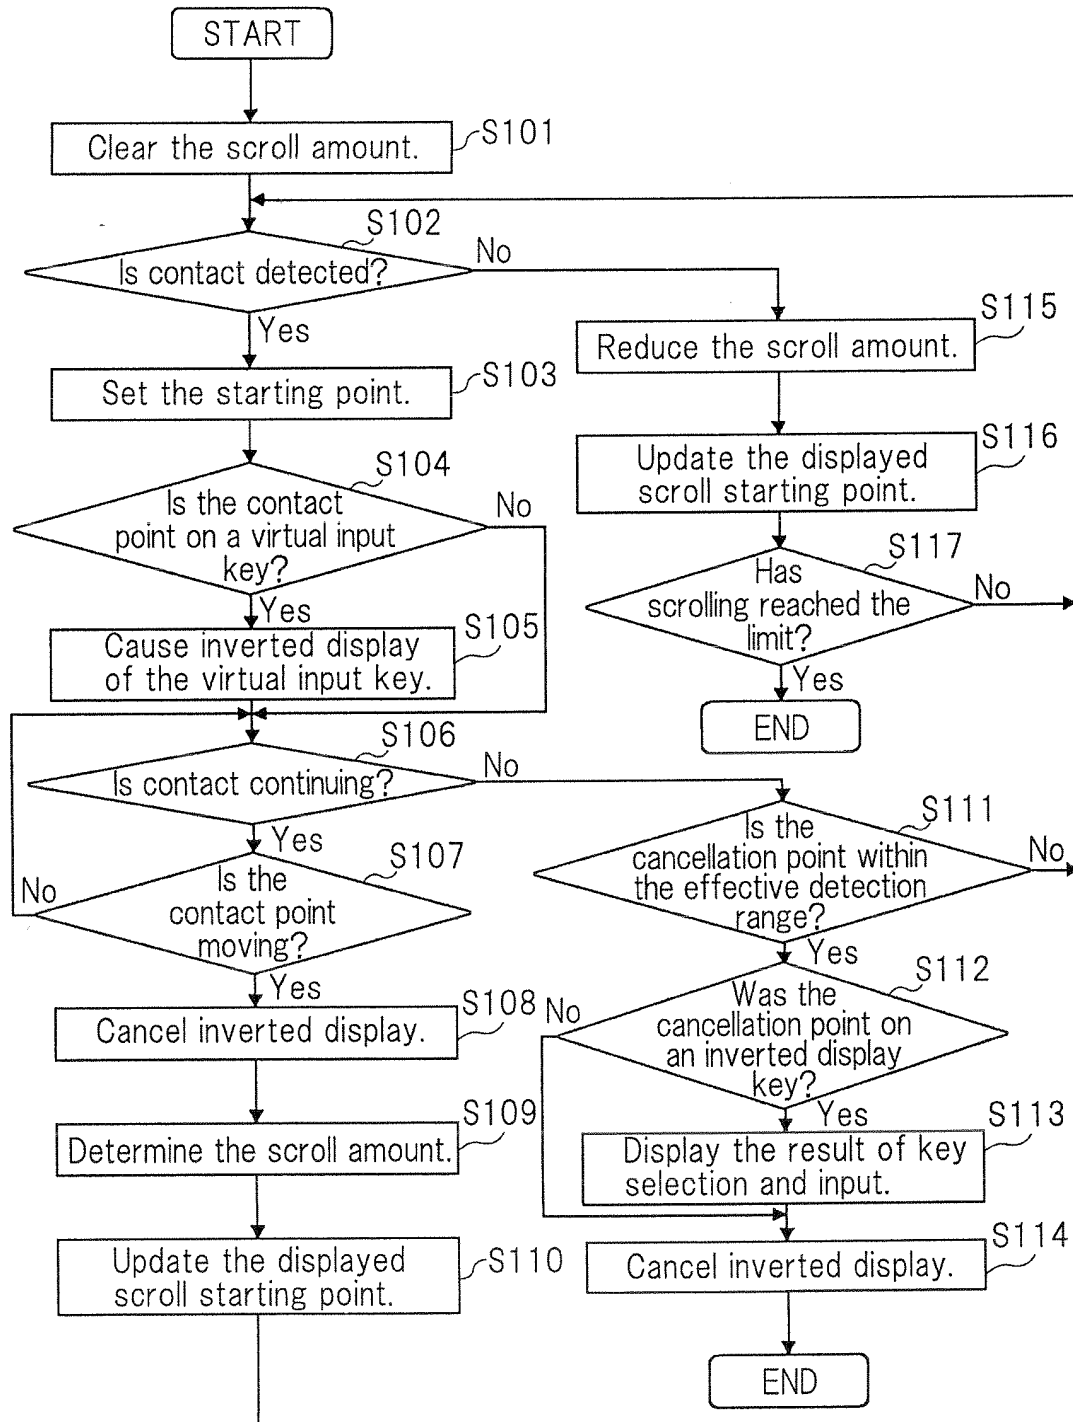 START
Clear the scroll amount.
S101
S102
Is contact detected?
No
Yes
Set the starting point.
S103
S104
Is the contact
point on a virtual input
key?
No
Yes
S105
Cause inverted display
of the virtual input key.
S106
Is contact continuing?
No
Yes
S107
Is the
contact point
moving?
No
Yes
S108
Cancel inverted display.
S109
Determine the scroll amount.
Update the displayed
scroll starting point.
S110
S115
Reduce the scroll amount.
S116
Update the displayed
scroll starting point.
S117
Has
scrolling reached the
limit?
No
Yes
END
S111
Is the
cancellation point within
the effective detection
range?
No
Yes
S112
Was the
cancellation point on
an inverted display
key?
No
Yes
S113
Display the result of key
selection and input.
S114
Cancel inverted display.
END